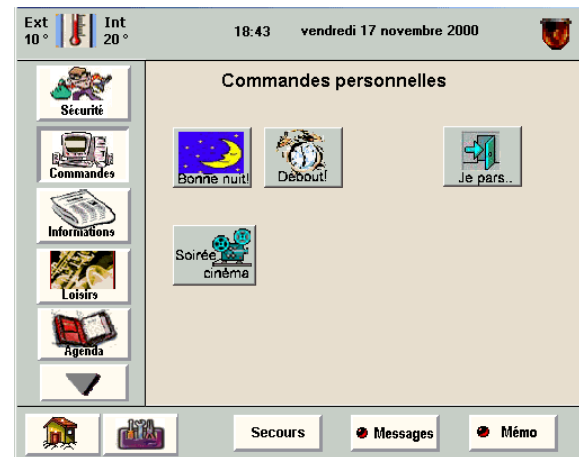 Ext Int
10 ° 20 °
18:43 vendredi 17 novembre 2000
Commandes personnelles
Sécurité
Commandes
Informations
Loisirs
Agenda
Bonne nuit!
Debout!
Je pars..
Soirée
cinéma
Secours
Messages
Mémo